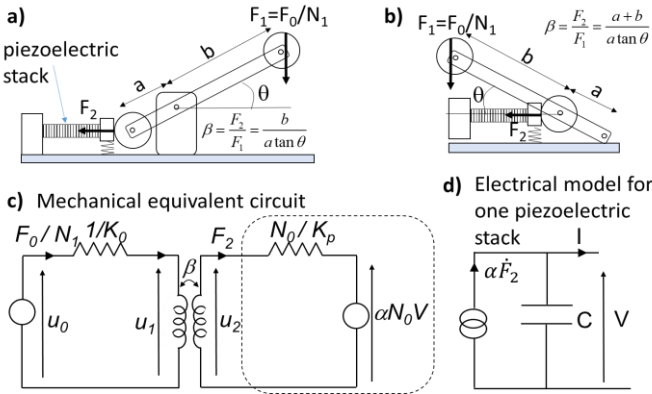 a)
F₁=F₀/N₁
piezoelectric
stack
a
b
θ
F₂
β = F₂/F₁ = b/(a tan θ)
b)
F₁=F₀/N₁
β = F₂/F₁ = (a+b)/(a tan θ)
b
a
θ
F₂
c) Mechanical equivalent circuit
F₀ / N₁
1/K₀
β
F₂
N₀ / Kₚ
u₀
u₁
u₂
αN₀V
d) Electrical model for
one piezoelectric
stack
I
αḞ₂
C
V